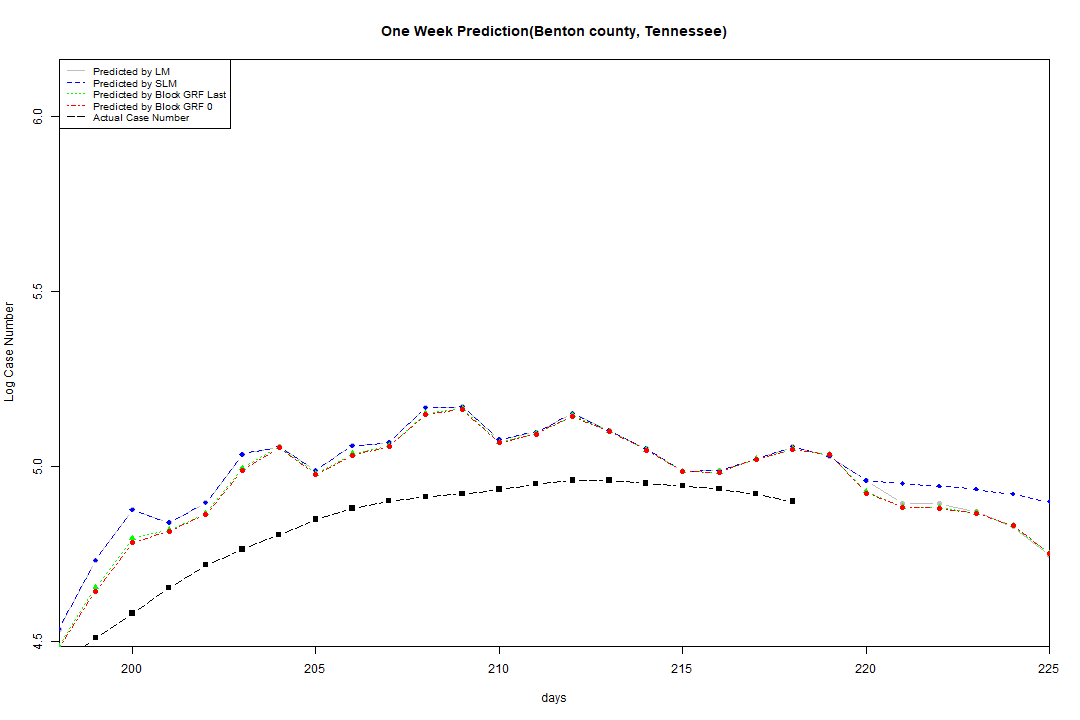 One Week Prediction(Benton county, Tennessee)
Predicted by LM
Predicted by SLM
Predicted by Block GRF Last
Predicted by Block GRF 0
Actual Case Number
Log Case Number
6.0
5.5
5.0
4.5
200 205 210 215 220 225
days